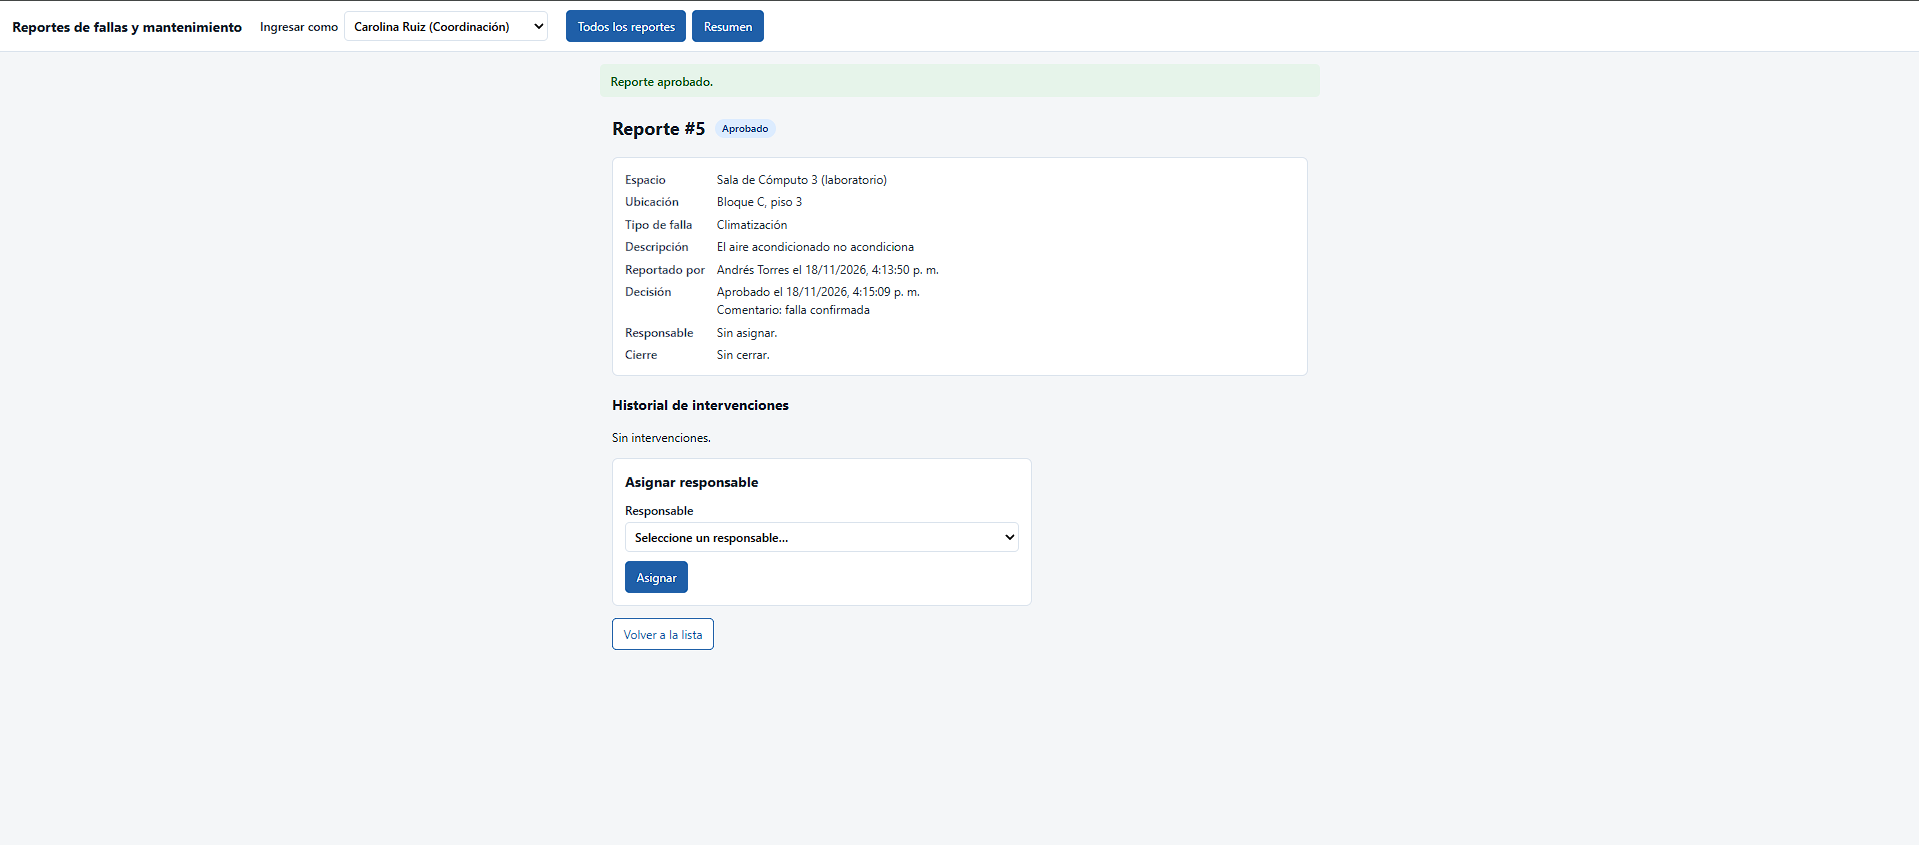 Reportes de fallas y mantenimiento Ingresar como Carolina Ruiz (Coordinación) Todos los reportes Resumen
Reporte aprobado.
Reporte #5 Aprobado
Espacio Sala de Cómputo 3 (laboratorio)
Ubicación Bloque C, piso 3
Tipo de falla Climatización
Descripción El aire acondicionado no acondiciona
Reportado por Andrés Torres el 18/11/2026, 4:13:50 p. m.
Decisión Aprobado el 18/11/2026, 4:15:09 p. m.
Comentario: falla confirmada
Responsable Sin asignar.
Cierre Sin cerrar.
Historial de intervenciones
Sin intervenciones.
Asignar responsable
Responsable
Seleccione un responsable...
Asignar
Volver a la lista